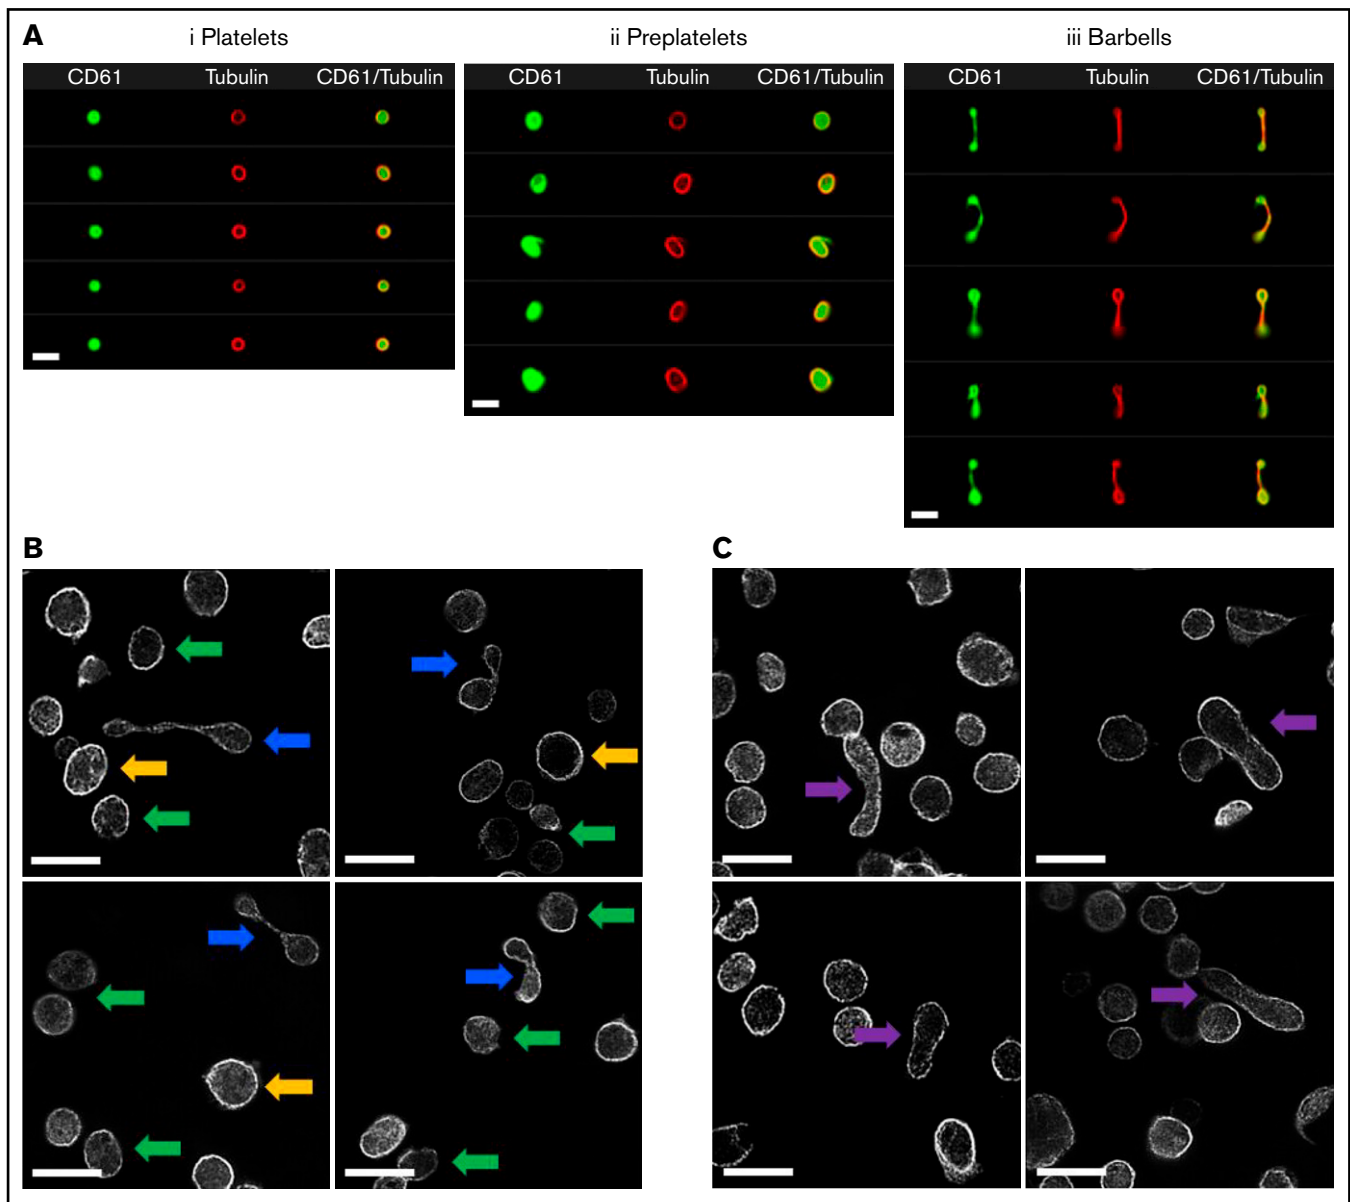 A
i Platelets
ii Preplatelets
iii Barbells
CD61 Tubulin CD61/Tubulin
CD61 Tubulin CD61/Tubulin
CD61 Tubulin CD61/Tubulin
B
C